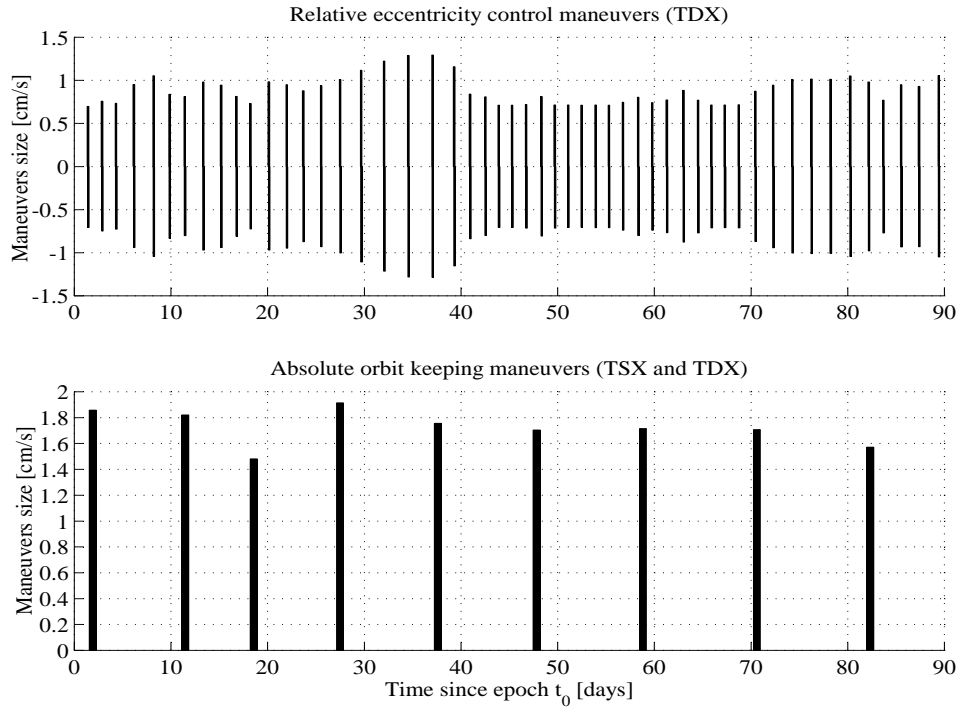 Relative eccentricity control maneuvers (TDX)
Maneuvers size [cm/s]
1.5
1
0.5
0
-0.5
-1
-1.5
0 10 20 30 40 50 60 70 80 90
Absolute orbit keeping maneuvers (TSX and TDX)
Maneuvers size [cm/s]
2
1.8
1.6
1.4
1.2
1
0.8
0.6
0.4
0.2
0
0 10 20 30 40 50 60 70 80 90
Time since epoch t_0 [days]